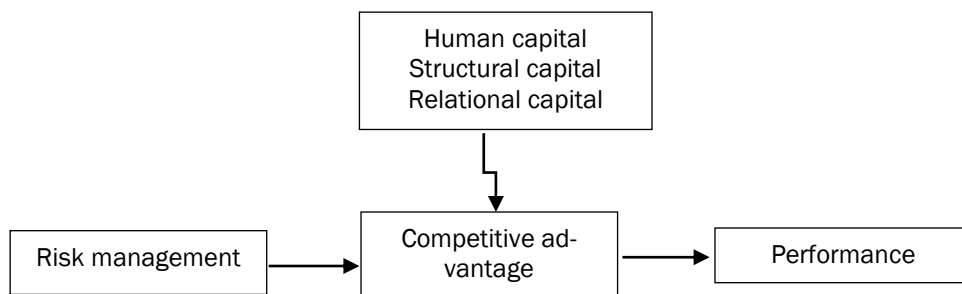 Human capital
Structural capital
Relational capital
Risk management
Competitive ad-
vantage
Performance